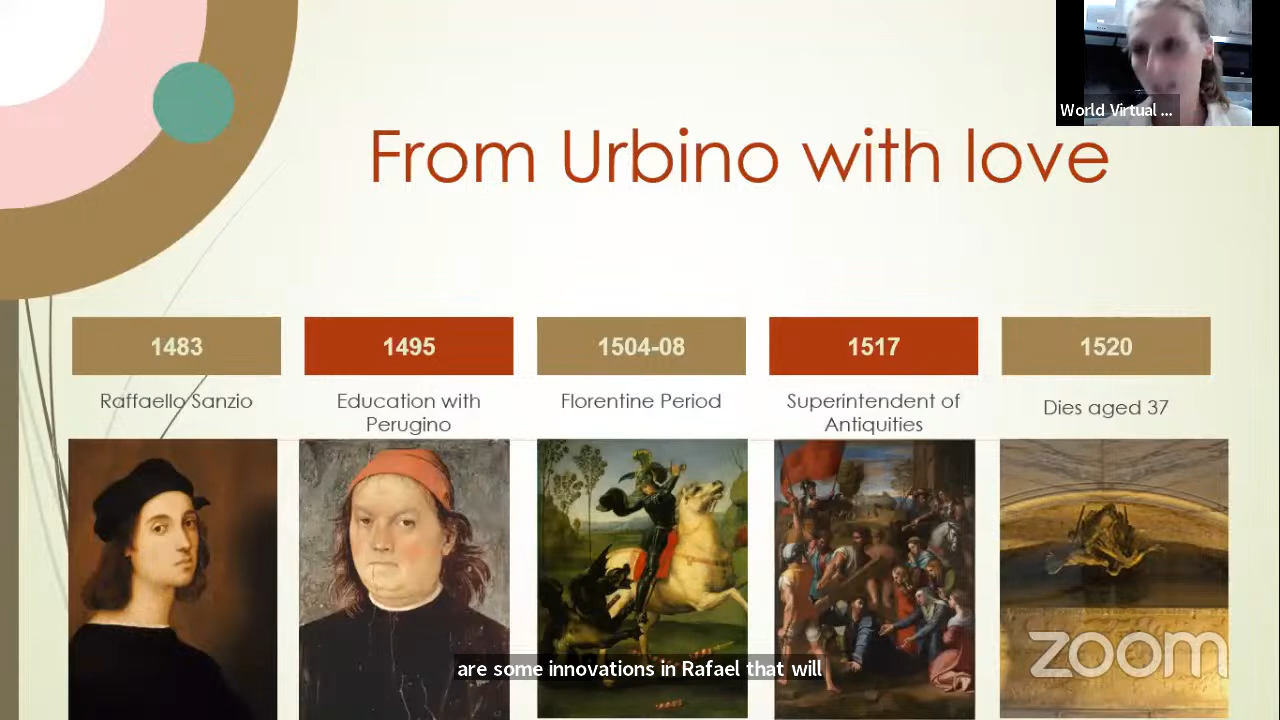 World Virtual ...
From Urbino with love
1483
Raffaello Sanzio
1495
Education with
Perugino
1504-08
Florentine Period
1517
Superintendent of
Antiquities
1520
Dies aged 37
are some innovations in Rafael that will
zoom